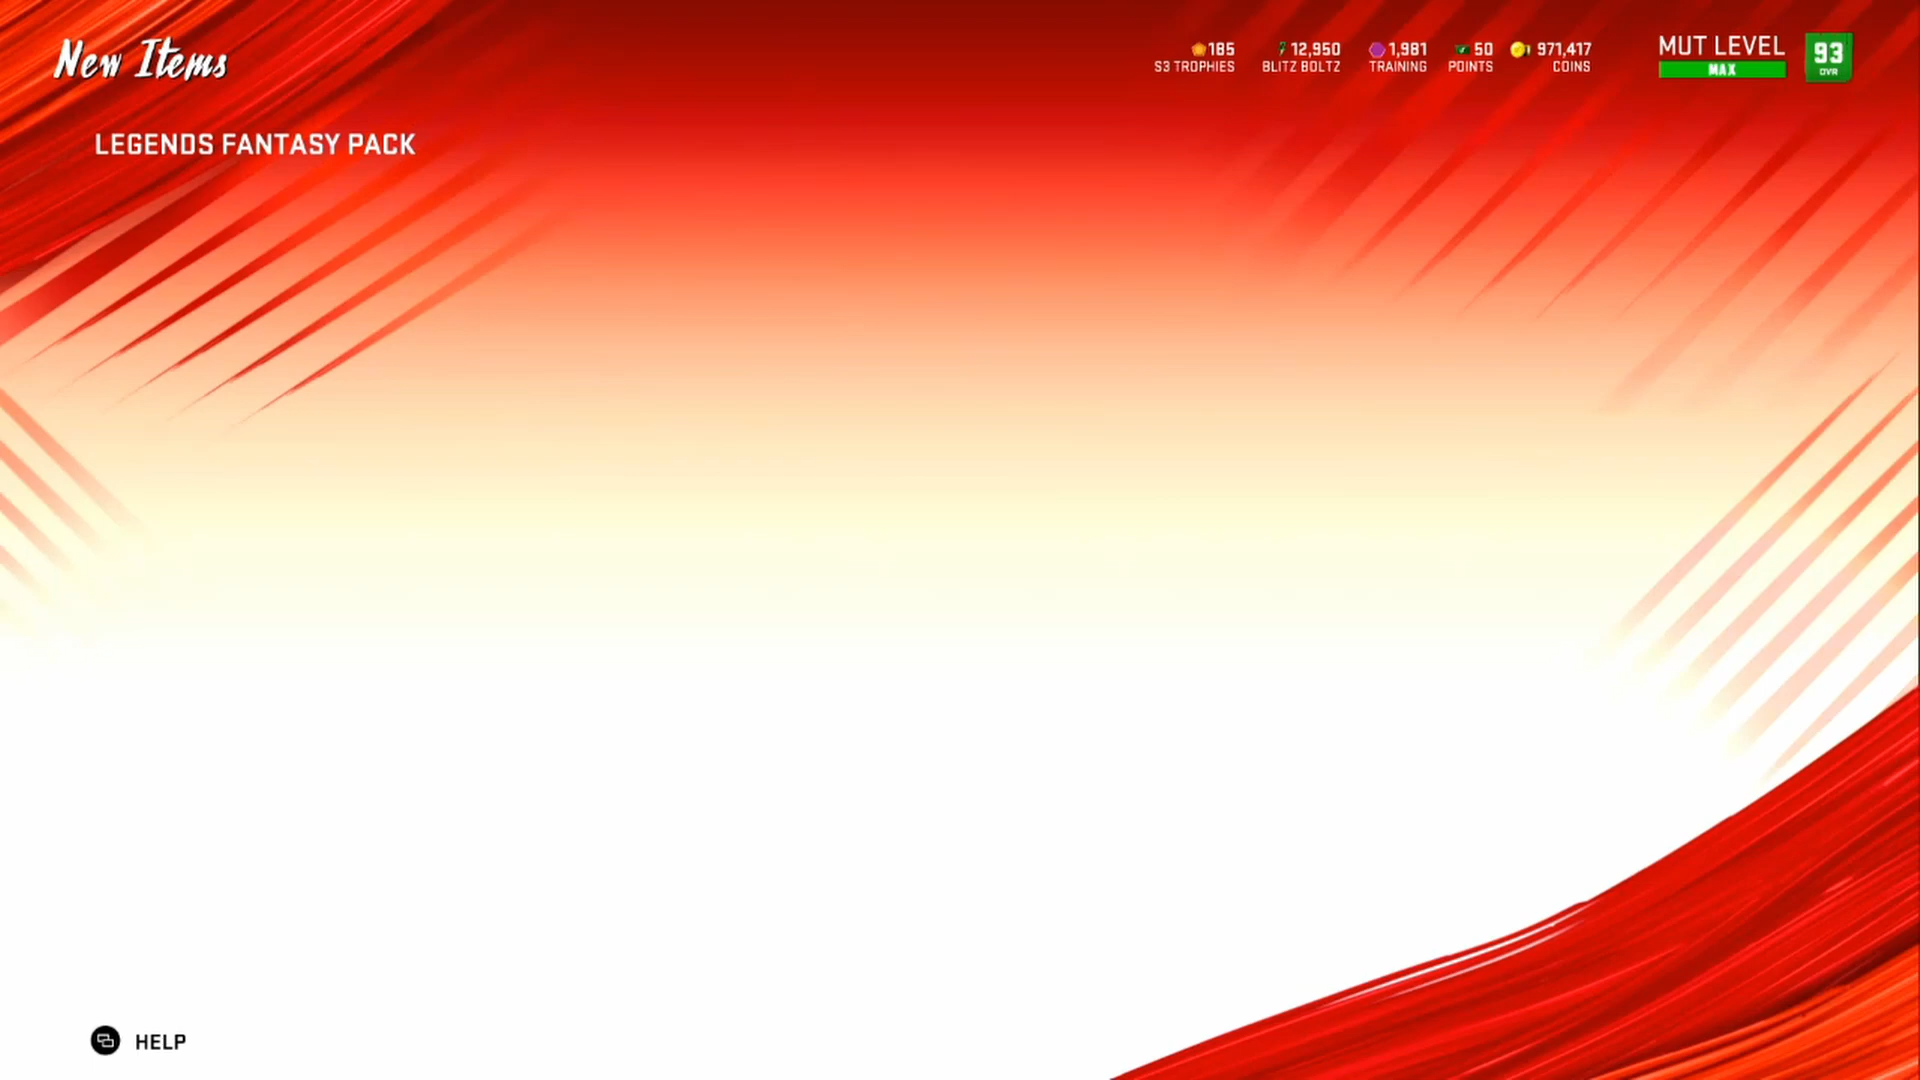 New Items
185
S3 TROPHIES
12,950
BLITZ BOLTZ
1,981
TRAINING
50
POINTS
971,417
COINS
MUT LEVEL
MAX
93
OVR
LEGENDS FANTASY PACK
HELP